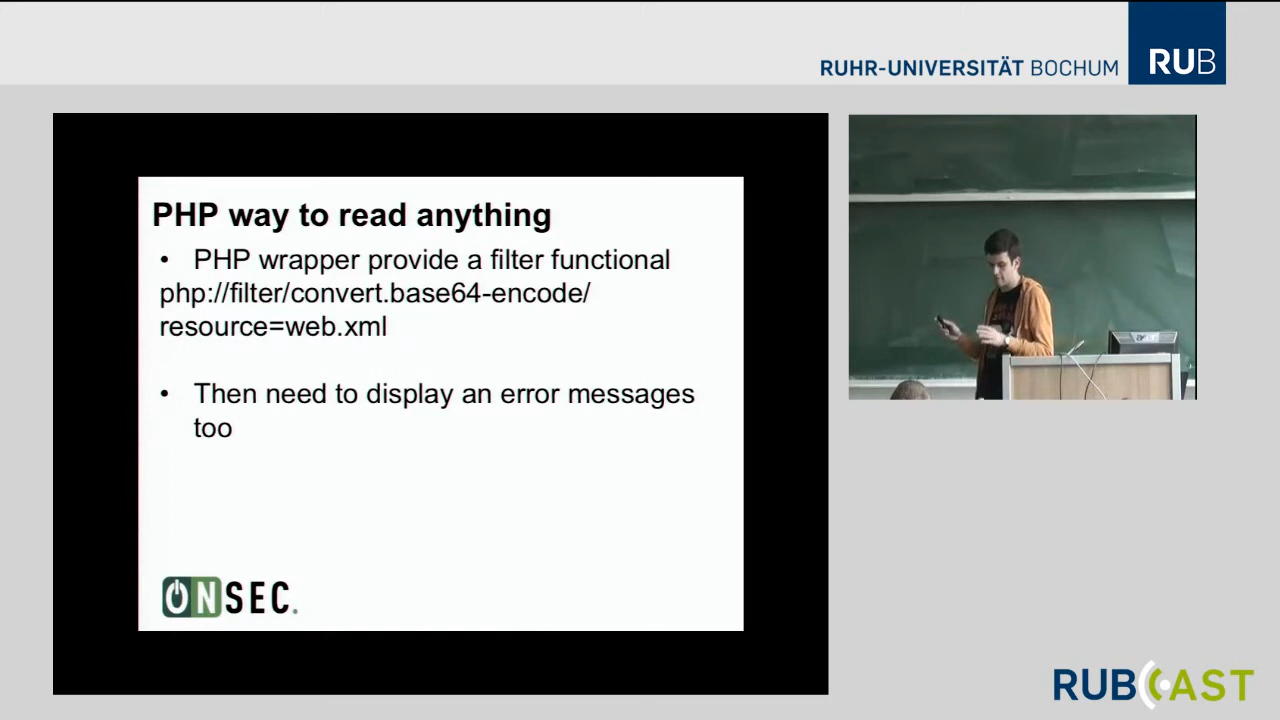 RUHR-UNIVERSITÄT BOCHUM
RUB
PHP way to read anything
• PHP wrapper provide a filter functional
php://filter/convert.base64-encode/
resource=web.xml
• Then need to display an error messages
too
ONSEC.
RUBCAST